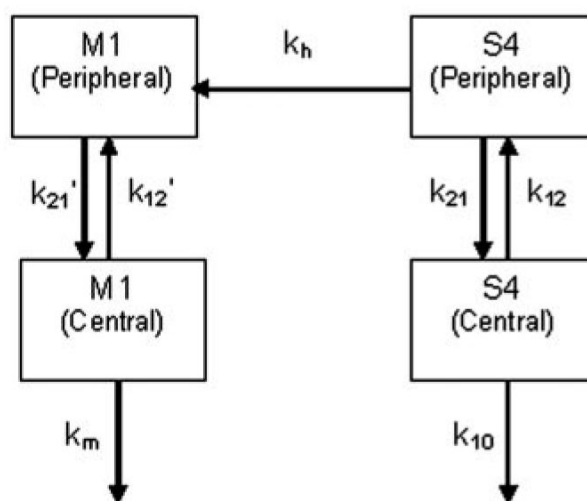 M1
(Peripheral)
kh
S4
(Peripheral)
k21'
k12'
k21
k12
M1
(Central)
S4
(Central)
km
k10